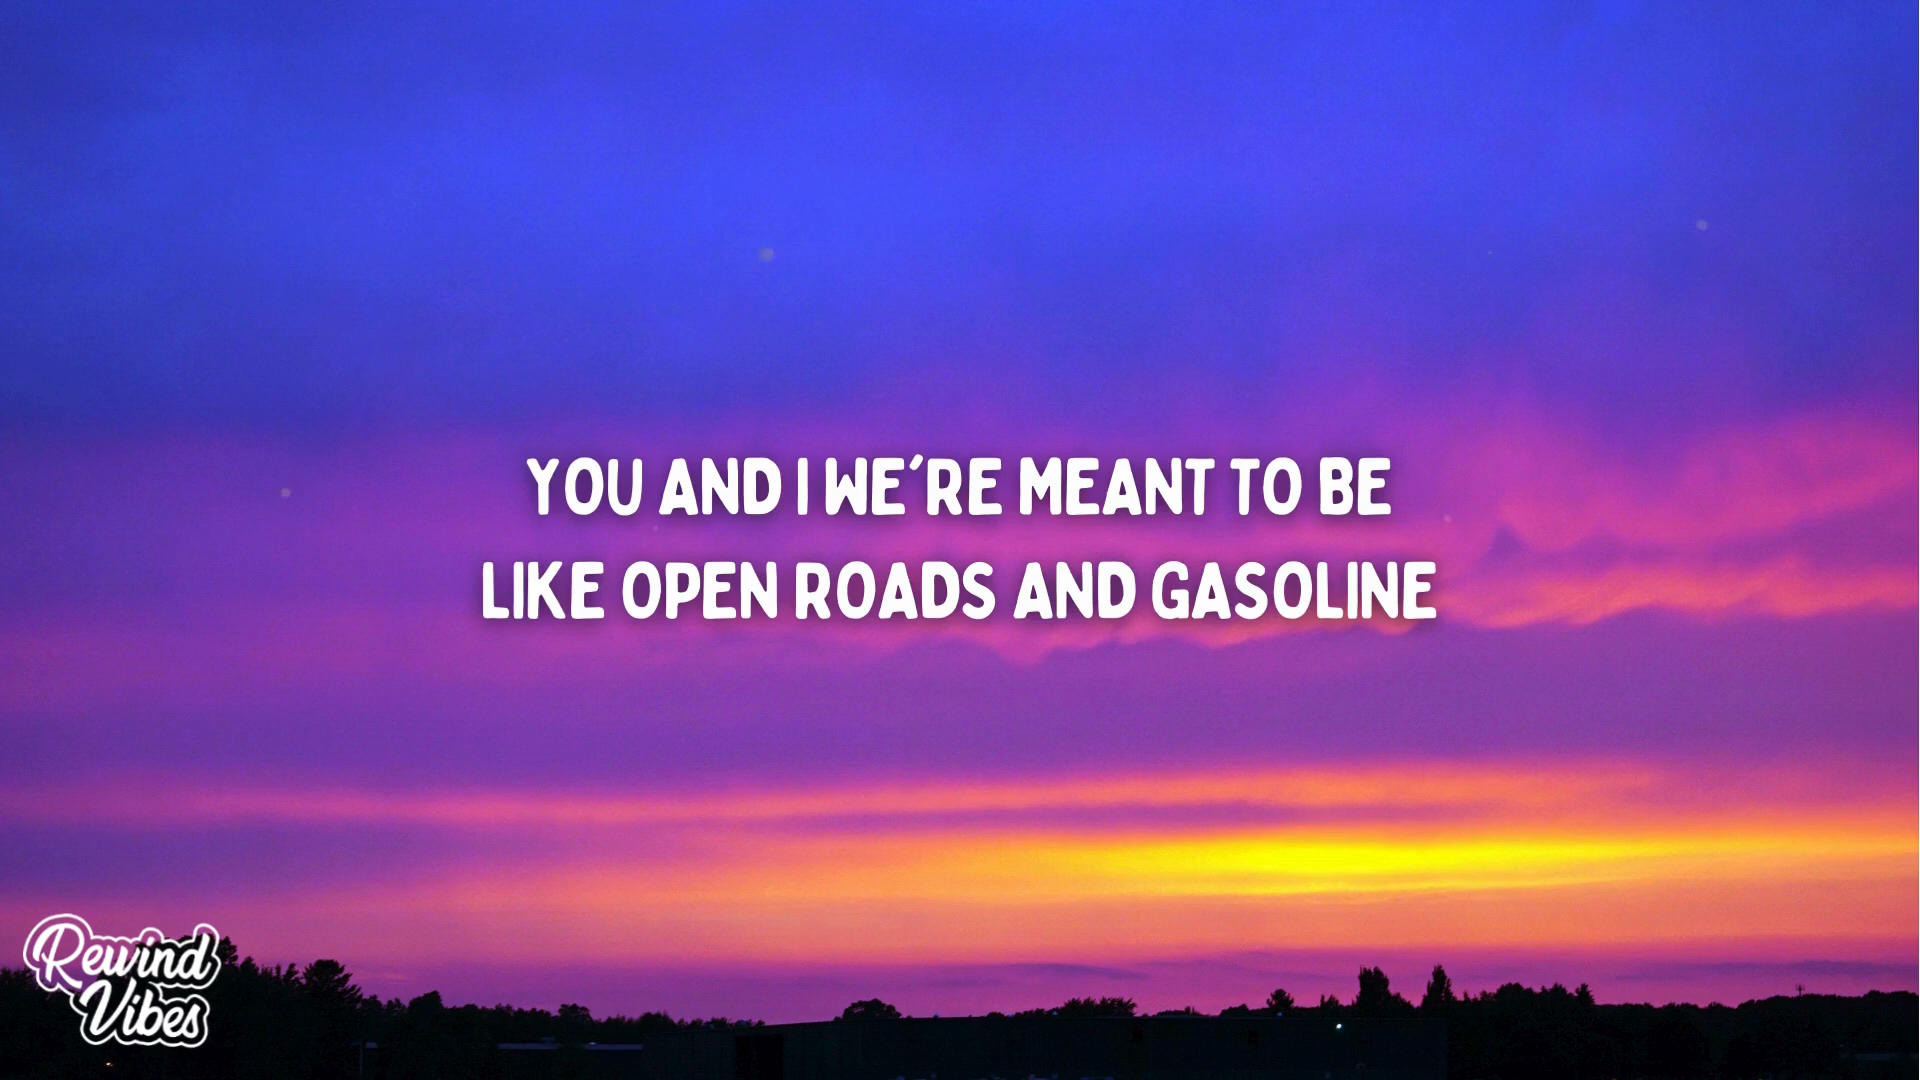 YOU AND I WE'RE MEANT TO BE
LIKE OPEN ROADS AND GASOLINE
Rewind
Vibes